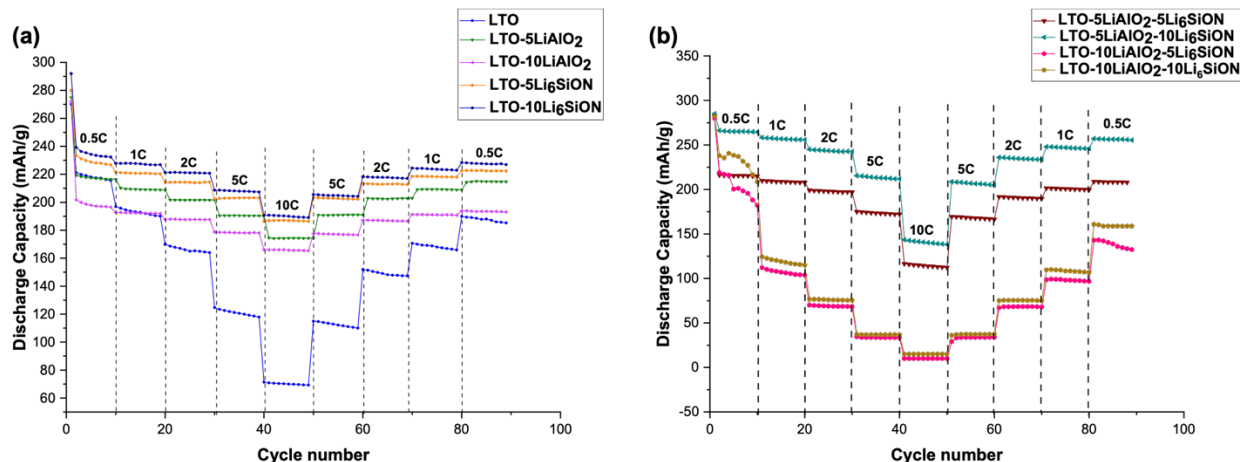 (a)
LTO
LTO-5LiAlO2
LTO-10LiAlO2
LTO-5Li6SiON
LTO-10Li6SiON
Discharge Capacity (mAh/g)
300
280
260
240
220
200
180
160
140
120
100
80
60
0.5C
1C
2C
5C
10C
5C
2C
1C
0.5C
0
20
40
60
80
100
Cycle number
(b)
LTO-5LiAlO2-5Li6SiON
LTO-5LiAlO2-10Li6SiON
LTO-10LiAlO2-5Li6SiON
LTO-10LiAlO2-10Li6SiON
Discharge Capacity (mAh/g)
350
300
250
200
150
100
50
0
-50
0.5C
1C
2C
5C
10C
5C
2C
1C
0.5C
0
20
40
60
80
100
Cycle number